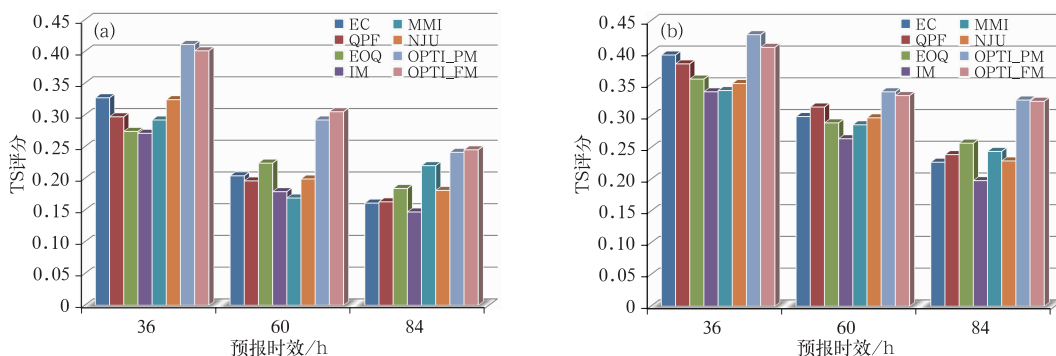 (a)
EC MMI
QPF NJU
EOQ OPTI_PM
IM OPTI_FM
TS评分
0.45
0.40
0.35
0.30
0.25
0.20
0.15
0.10
0.05
0
36 60 84
预报时效/h
(b)
EC MMI
QPF NJU
EOQ OPTI_PM
IM OPTI_FM
TS评分
0.45
0.40
0.35
0.30
0.25
0.20
0.15
0.10
0.05
0
36 60 84
预报时效/h